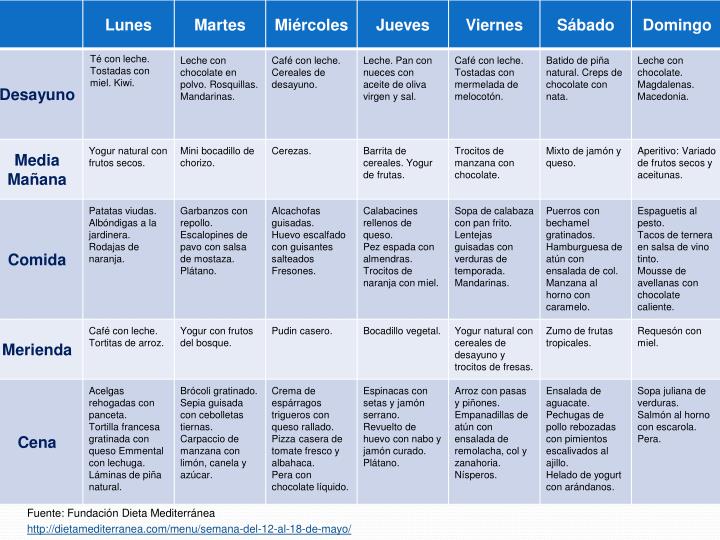 Lunes Martes Miércoles Jueves Viernes Sábado Domingo
Desayuno
Té con leche.
Tostadas con
miel. Kiwi.
Leche con
chocolate en
polvo. Rosquillas.
Mandarinas.
Café con leche.
Cereales de
desayuno.
Leche. Pan con
nueces con
aceite de oliva
virgen y sal.
Café con leche.
Tostadas con
mermelada de
melocotón.
Batido de piña
natural. Creps de
chocolate con
nata.
Leche con
chocolate.
Magdalenas.
Macedonia.
Media
Mañana
Yogur natural con
frutos secos.
Mini bocadillo de
chorizo.
Cerezas.
Barrita de
cereales. Yogur
de frutas.
Trocitos de
manzana con
chocolate.
Mixto de jamón y
queso.
Aperitivo: Variado
de frutos secos y
aceitunas.
Comida
Patatas viudas.
Albóndigas a la
jardinera.
Rodajas de
naranja.
Garbanzos con
repollo.
Escalopines de
pavo con salsa
de mostaza.
Plátano.
Alcachofas
guisadas.
Huevo escalfado
con guisantes
salteados
Fresones.
Calabacines
rellenos de
queso.
Pez espada con
almendras.
Trocitos de
naranja con miel.
Sopa de calabaza
con pan frito.
Lentejas
guisadas con
verduras de
temporada.
Mandarinas.
Puerros con
bechamel
gratinados.
Hamburguesa de
atún con
ensalada de col.
Manzana al
horno con
caramelo.
Espaguetis al
pesto.
Tacos de ternera
en salsa de vino
tinto.
Mousse de
avellanas con
chocolate
caliente.
Merienda
Café con leche.
Tortitas de arroz.
Yogur con frutos
del bosque.
Pudin casero.
Bocadillo vegetal.
Yogur natural con
cereales de
desayuno y
trocitos de fresas.
Zumo de frutas
tropicales.
Requesón con
miel.
Cena
Acelgas
rehogadas con
panceta.
Tortilla francesa
gratinada con
queso Emmental
con lechuga.
Láminas de piña
natural.
Brócoli gratinado.
Sepia guisada
con cebolletas
tiernas.
Carpaccio de
manzana con
limón, canela y
azúcar.
Crema de
espárragos
trigueros con
queso rallado.
Pizza casera de
tomate fresco y
albahaca.
Pera con
chocolate líquido.
Espinacas con
setas y jamón
serrano.
Revuelto de
huevo con nabo y
jamón curado.
Plátano.
Arroz con pasas
y piñones.
Empanadillas de
atún con
ensalada de
remolacha, col y
zanahoria.
Nísperos.
Ensalada de
aguacate.
Pechugas de
pollo rebozadas
con pimientos
escalivados al
ajillo.
Helado de yogurt
con arándanos.
Sopa juliana de
verduras.
Salmón al horno
con escarola.
Pera.
Fuente: Fundación Dieta Mediterránea
http://dietamediterranea.com/menu/semana-del-12-al-18-de-mayo/